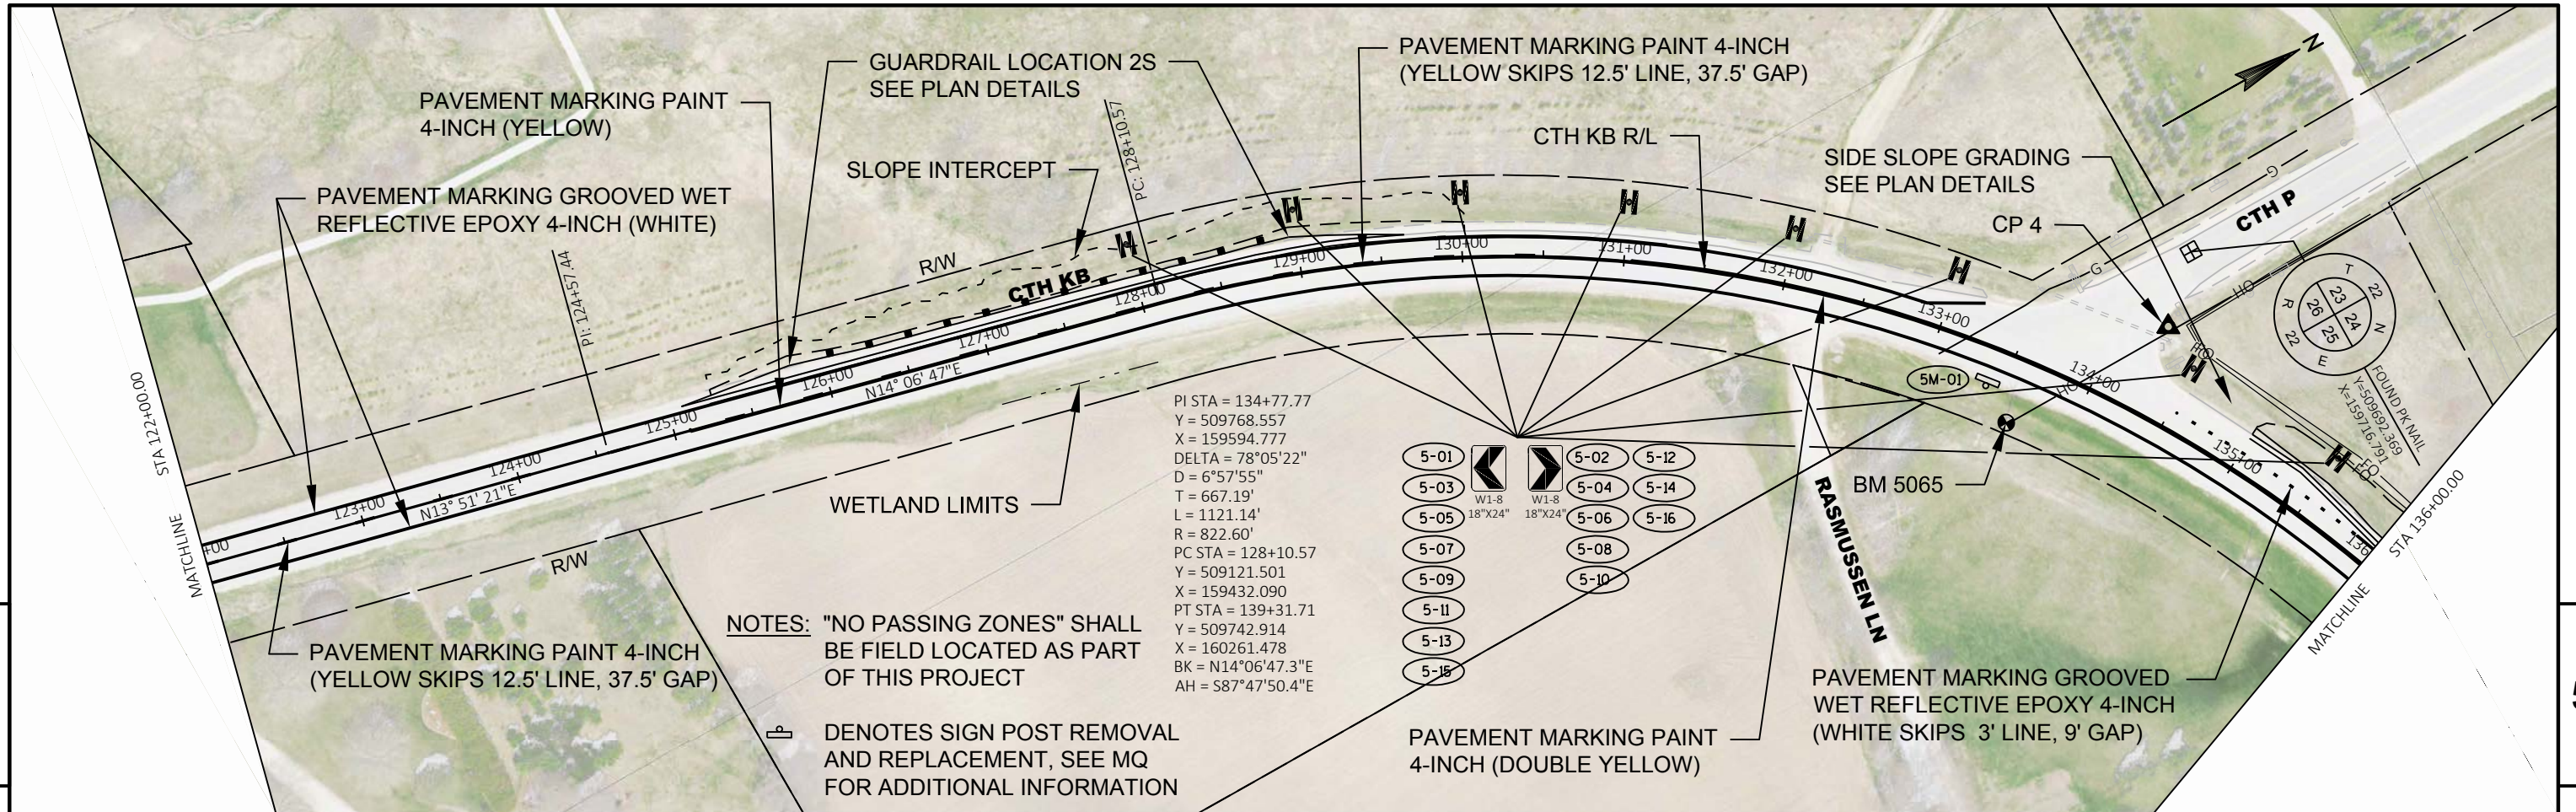 GUARDRAIL LOCATION 2S
SEE PLAN DETAILS
PAVEMENT MARKING PAINT 4-INCH
(YELLOW SKIPS 12.5' LINE, 37.5' GAP)
N
PAVEMENT MARKING PAINT
4-INCH (YELLOW)
PC: 128+10.57
CTH KB R/L
SLOPE INTERCEPT
SIDE SLOPE GRADING
SEE PLAN DETAILS
CP 4
CTH P
G
G
PAVEMENT MARKING GROOVED WET
REFLECTIVE EPOXY 4-INCH (WHITE)
PI: 124+57.44
R/W
CTH KB
HO
HO
HO
T
22
N
R
22
E
23
24
25
26
FOUND PK NAIL
Y=509692.369
X=159716.791
FO
FO
+00
123+00
124+00
125+00
126+00
127+00
128+00
129+00
130+00
131+00
132+00
133+00
134+00
135+00
136
N13° 51' 21"E
N14° 06' 47"E
STA 122+00.00
MATCHLINE
STA 136+00.00
MATCHLINE
5M-01
BM 5065
RASMUSSEN LN
WETLAND LIMITS
R/W
PI STA = 134+77.77
Y = 509768.557
X = 159594.777
DELTA = 78°05'22"
D = 6°57'55"
T = 667.19'
L = 1121.14'
R = 822.60'
PC STA = 128+10.57
Y = 509121.501
X = 159432.090
PT STA = 139+31.71
Y = 509742.914
X = 160261.478
BK = N14°06'47.3"E
AH = S87°47'50.4"E
5-01
5-03
5-05
5-07
5-09
5-11
5-13
5-15
W1-8
18"X24"
W1-8
18"X24"
5-02
5-04
5-06
5-08
5-10
5-12
5-14
5-16
PAVEMENT MARKING PAINT 4-INCH
(YELLOW SKIPS 12.5' LINE, 37.5' GAP)
NOTES: "NO PASSING ZONES" SHALL
BE FIELD LOCATED AS PART
OF THIS PROJECT
DENOTES SIGN POST REMOVAL
AND REPLACEMENT, SEE MQ
FOR ADDITIONAL INFORMATION
PAVEMENT MARKING PAINT
4-INCH (DOUBLE YELLOW)
PAVEMENT MARKING GROOVED
WET REFLECTIVE EPOXY 4-INCH
(WHITE SKIPS 3' LINE, 9' GAP)